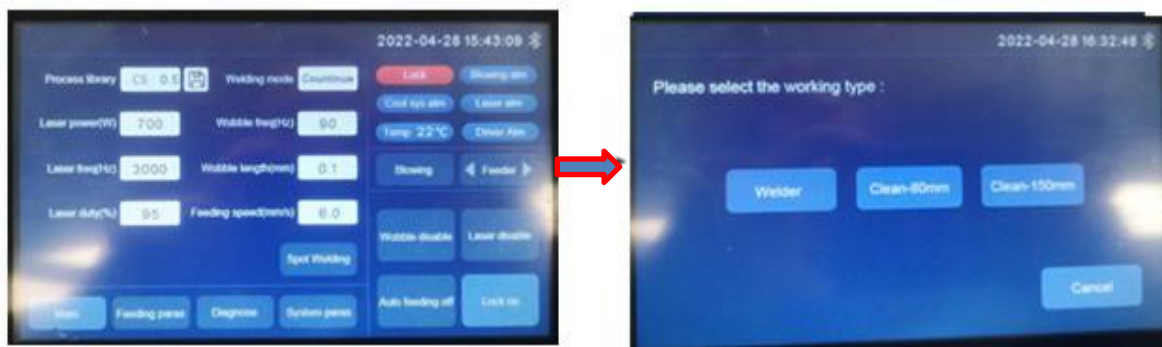 2022-04-28 15:43:09
Process library CS 0.5 Welding mode Countinue Lock Blowing alm
Cool sys alm Laser alm
Laser power(W) 700 Wobble freq(Hz) 90
Temp 22℃ Driver Alm
Laser freq(Hz) 3000 Wobble length(mm) 0.1 Blowing Feeder
Laser duty(%) 95 Feeding speed(mm/s) 6.0
Wobble disable Laser disable
Spot Welding
Main Feeding paras Diagnose System paras Auto feeding off Lock on
2022-04-28 16:32:48
Please select the working type :
Welder Clean-80mm Clean-150mm
Cancel